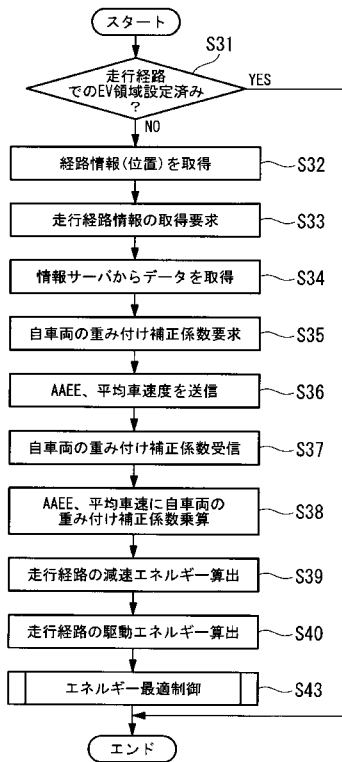 スタート
S31
走行経路
でのEV領域設定済み
?
YES
NO
経路情報(位置)を取得
S32
走行経路情報の取得要求
S33
情報サーバからデータを取得
S34
自車両の重み付け補正係数要求
S35
AAEE、平均車速度を送信
S36
自車両の重み付け補正係数受信
S37
AAEE、平均車速に自車両の
重み付け補正係数乗算
S38
走行経路の減速エネルギー算出
S39
走行経路の駆動エネルギー算出
S40
エネルギー最適制御
S43
エンド